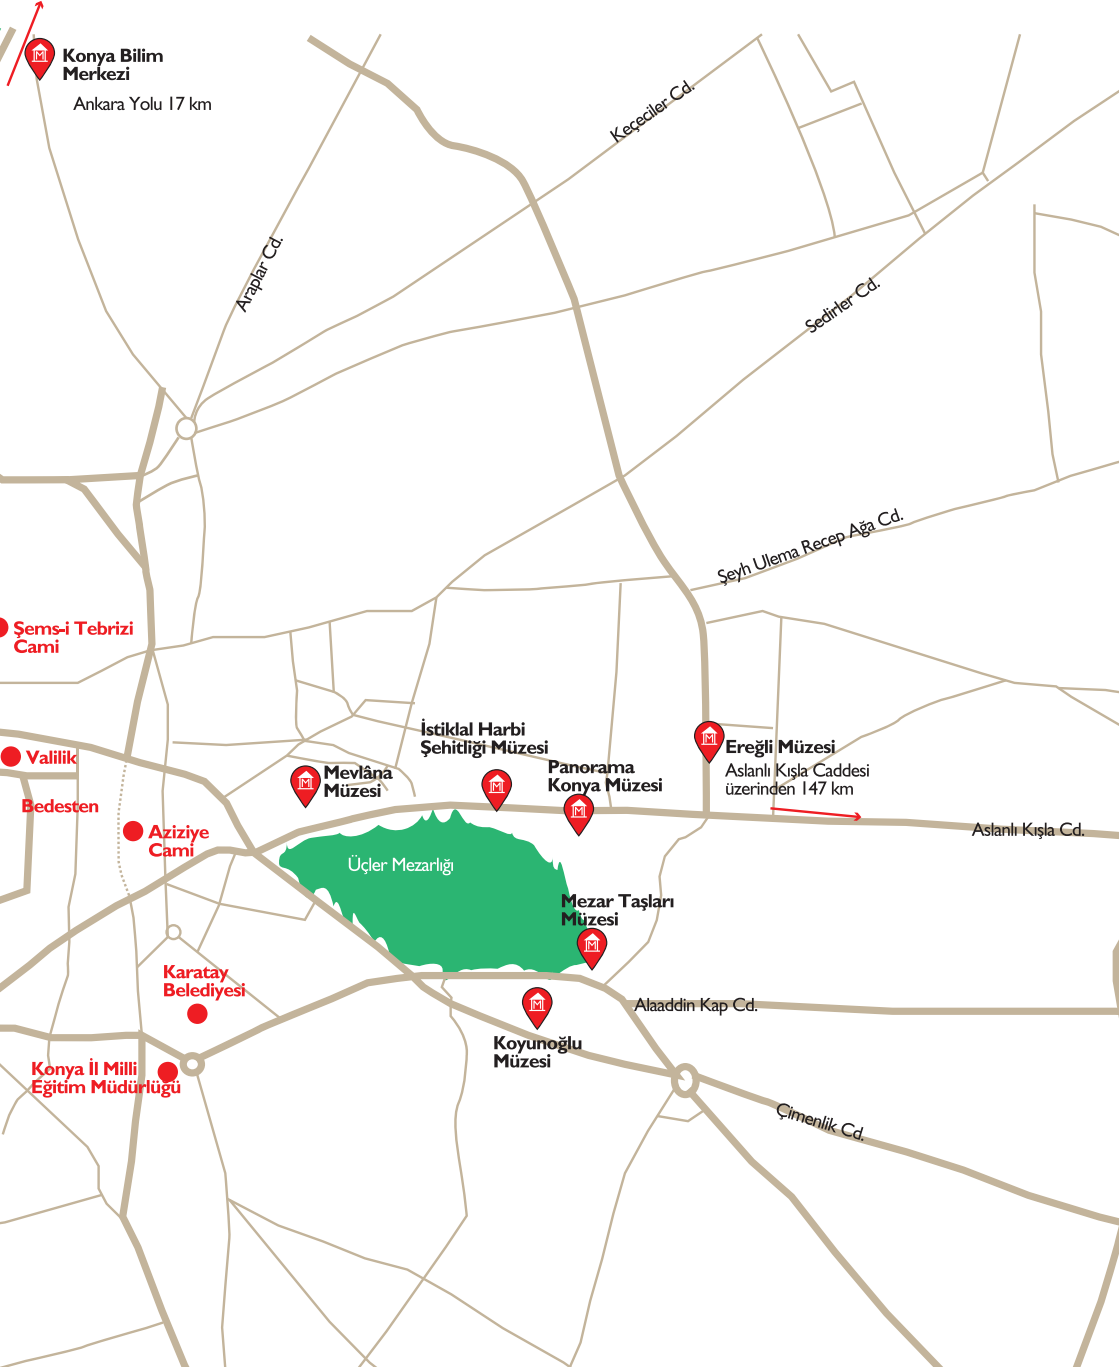 Konya Bilim
Merkezi
Ankara Yolu 17 km
Keçeciler Cd.
Araplar Cd.
Sedirler Cd.
Şeyh Ulema Recep Ağa Cd.
Şems-i Tebrizi
Cami
İstiklal Harbi
Şehitliği Müzesi
Ereğli Müzesi
Aslanlı Kışla Caddesi
üzerinden 147 km
Valilik
Mevlâna
Müzesi
Panorama
Konya Müzesi
Bedesten
Aziziye
Cami
Aslanlı Kışla Cd.
Üçler Mezarlığı
Mezar Taşları
Müzesi
Karatay
Belediyesi
Alaaddin Kap Cd.
Koyunoğlu
Müzesi
Konya İl Milli
Eğitim Müdürlüğü
Çimenlik Cd.